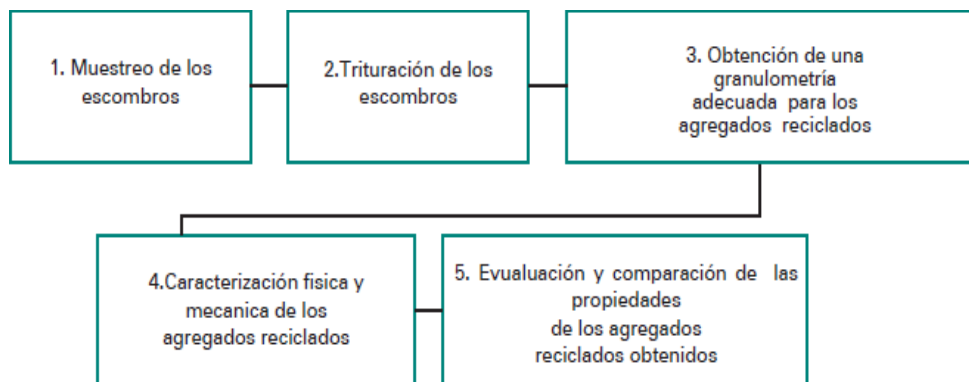 1. Muestreo de los
escombros
2.Trituración de los
escombros
3. Obtención de una
granulometría
adecuada para los
agregados reciclados
4.Caracterización fisica y
mecanica de los
agregados reciclados
5. Evualuación y comparación de las
propiedades
de los agregados
reciclados obtenidos